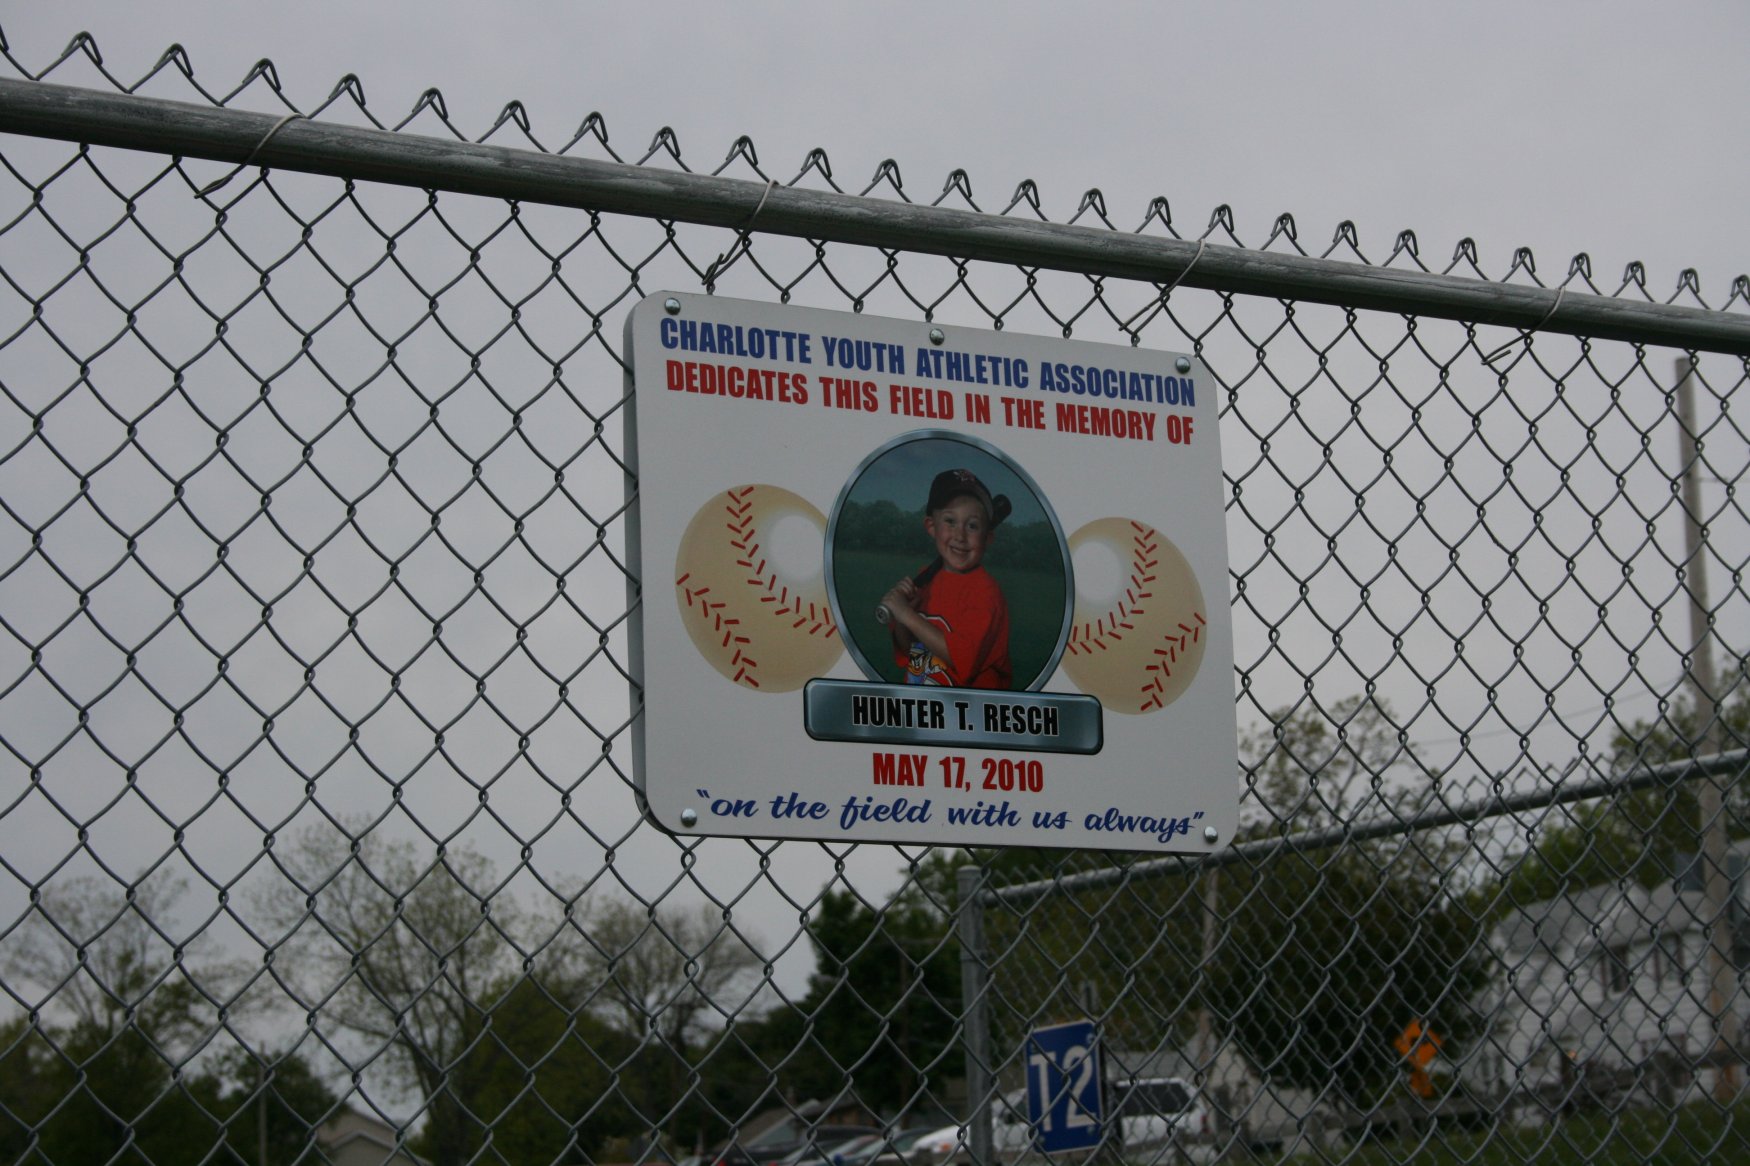 CHARLOTTE YOUTH ATHLETIC ASSOCIATION
DEDICATES THIS FIELD IN THE MEMORY OF
HUNTER T. RESCH
MAY 17, 2010
"on the field with us always"
T2